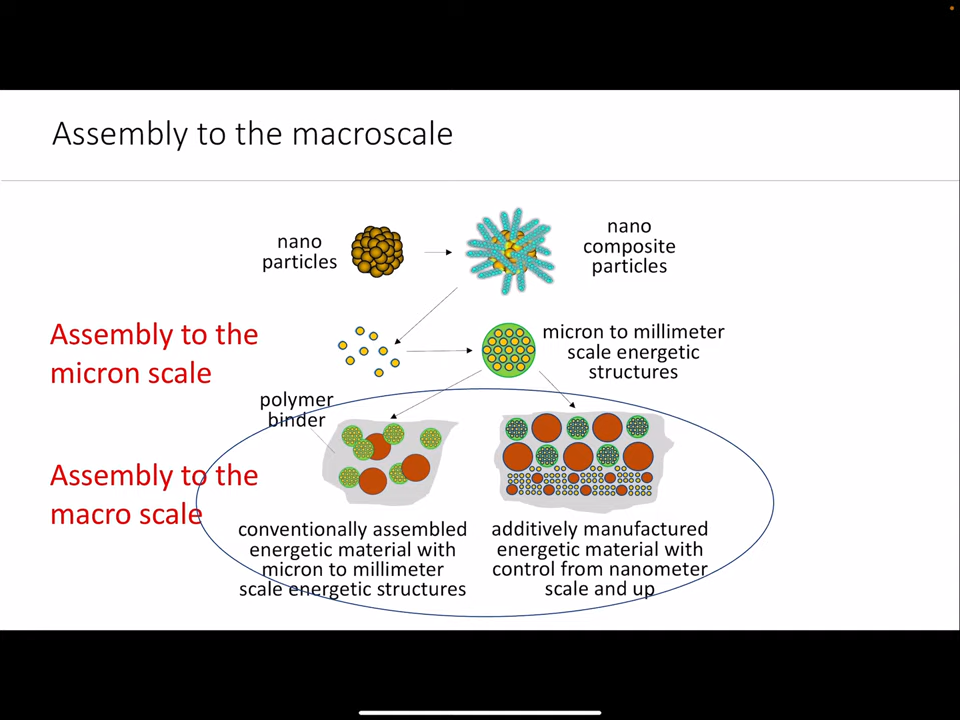 Assembly to the macroscale
nano
particles
nano
composite
particles
Assembly to the
micron scale
micron to millimeter
scale energetic
structures
polymer
binder
Assembly to the
macro scale
conventionally assembled
energetic material with
micron to millimeter
scale energetic structures
additively manufactured
energetic material with
control from nanometer
scale and up